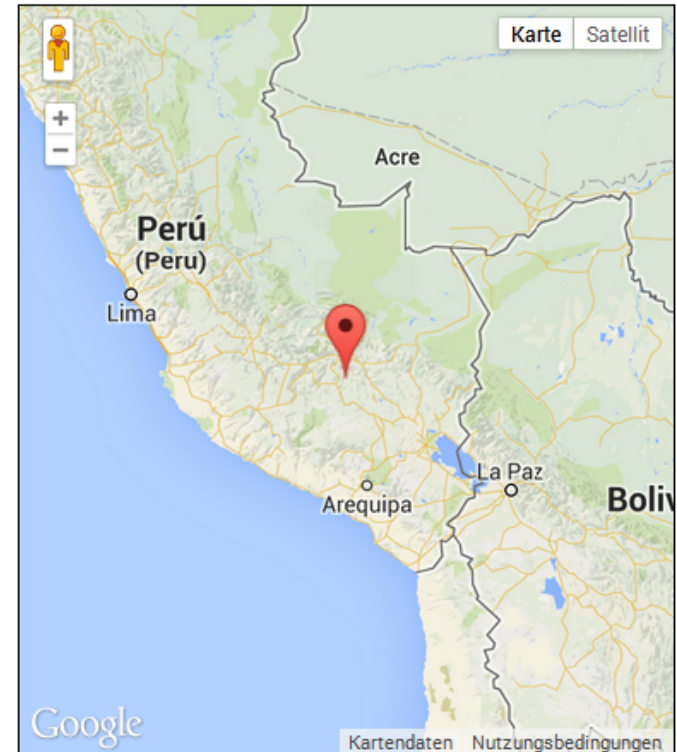 Karte Satellit
+
−
Acre
Perú
(Peru)
Lima
La Paz
Boliv
Arequipa
Google
Kartendaten Nutzungsbedingungen